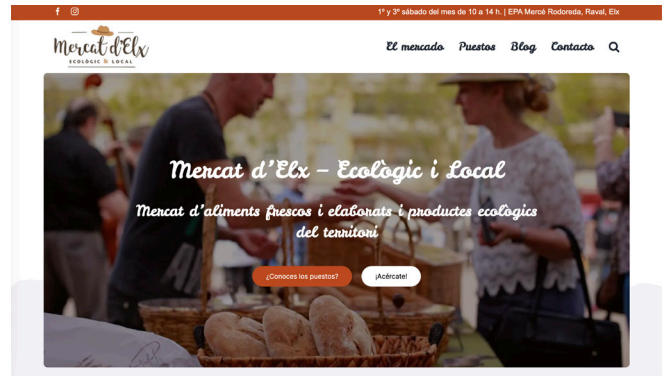 1º y 3º sábado del mes de 10 a 14 h. | EPA Mercè Rodoreda, Raval, Elx
Mercat d'Elx
ECOLÒGIC & LOCAL
El mercado Puestos Blog Contacto
Mercat d'Elx – Ecològic i Local
Mercat d'aliments frescos i elaborats i productes ecològics
del territori
¿Conoces los puestos? ¡Acércate!